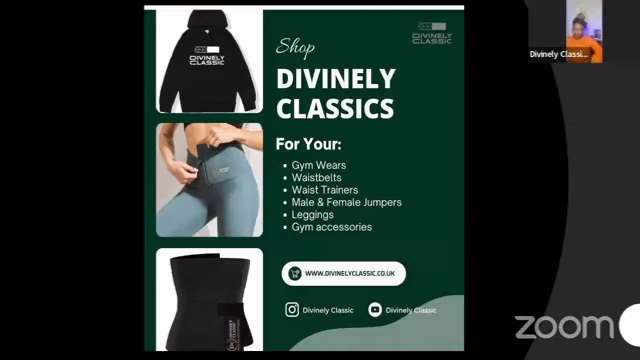 DIVINELY
CLASSIC
DIVINELY
CLASSIC
Shop
DIVINELY
CLASSICS
For Your:
Gym Wears
Waistbelts
Waist Trainers
Male & Female Jumpers
Leggings
Gym accessories
WWW.DIVINELYCLASSIC.CO.UK
Divinely Classic
Divinely Classic
Divinely Classi...
zoom